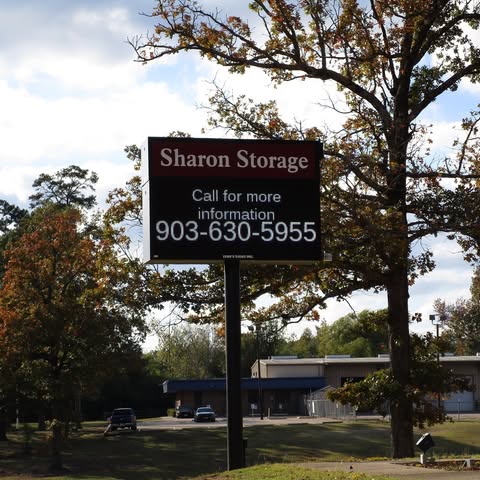 Sharon Storage
Call for more
information
903-630-5955